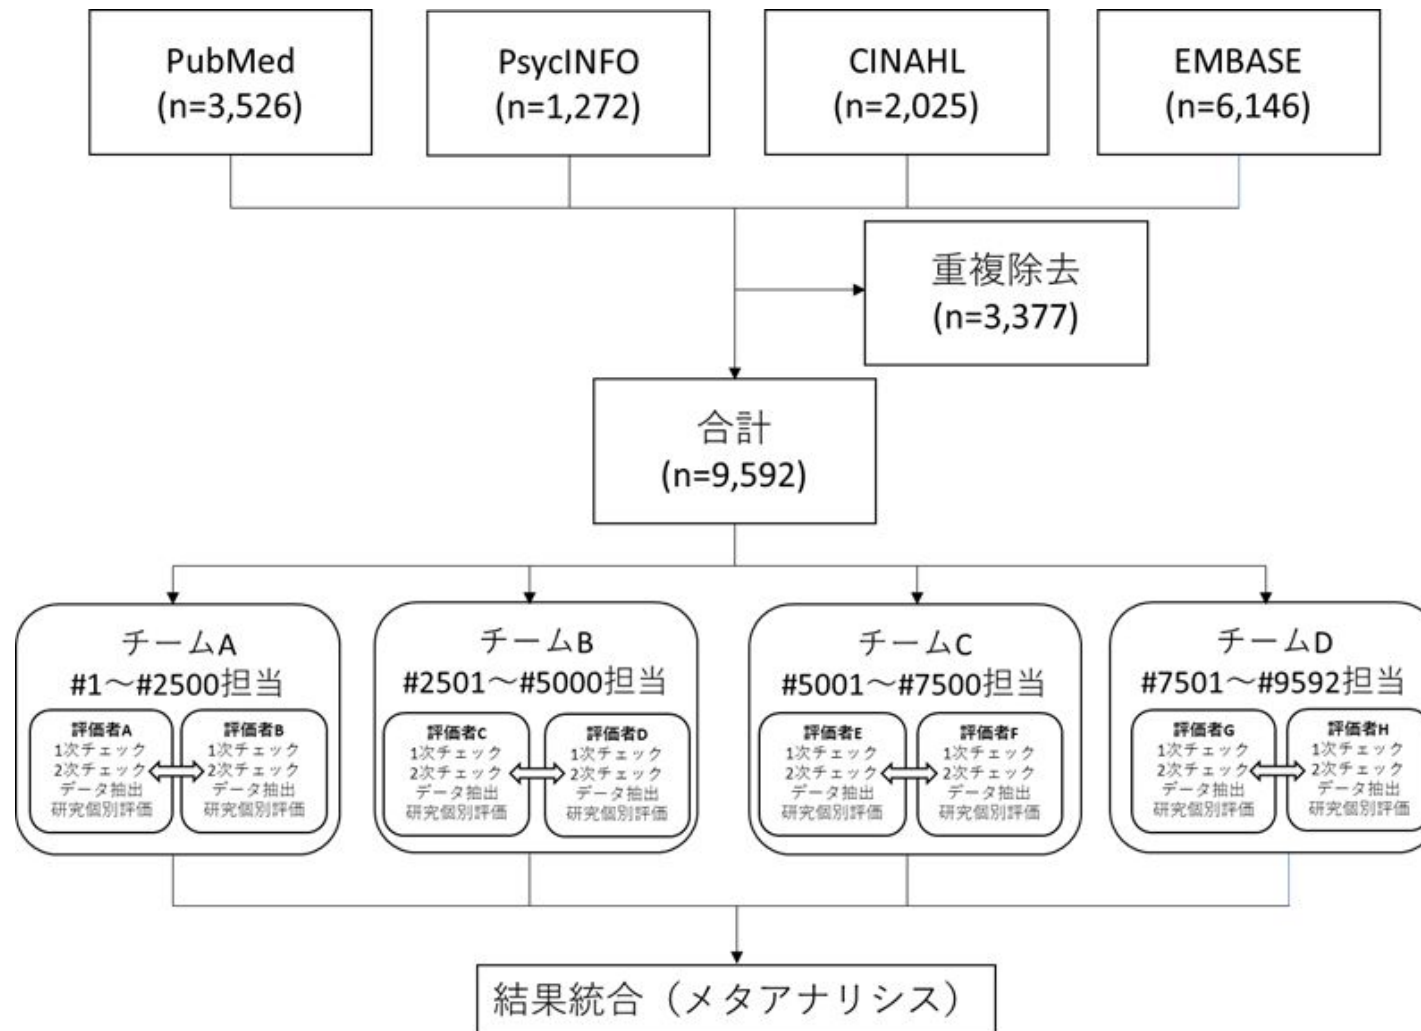 PubMed
(n=3,526)
PsycINFO
(n=1,272)
CINAHL
(n=2,025)
EMBASE
(n=6,146)
重複除去
(n=3,377)
合計
(n=9,592)
チームA
#1～#2500担当
評価者A
1次チェック
2次チェック
データ抽出
研究個別評価
評価者B
1次チェック
2次チェック
データ抽出
研究個別評価
チームB
#2501～#5000担当
評価者C
1次チェック
2次チェック
データ抽出
研究個別評価
評価者D
1次チェック
2次チェック
データ抽出
研究個別評価
チームC
#5001～#7500担当
評価者E
1次チェック
2次チェック
データ抽出
研究個別評価
評価者F
1次チェック
2次チェック
データ抽出
研究個別評価
チームD
#7501～#9592担当
評価者G
1次チェック
2次チェック
データ抽出
研究個別評価
評価者H
1次チェック
2次チェック
データ抽出
研究個別評価
結果統合（メタアナリシス）